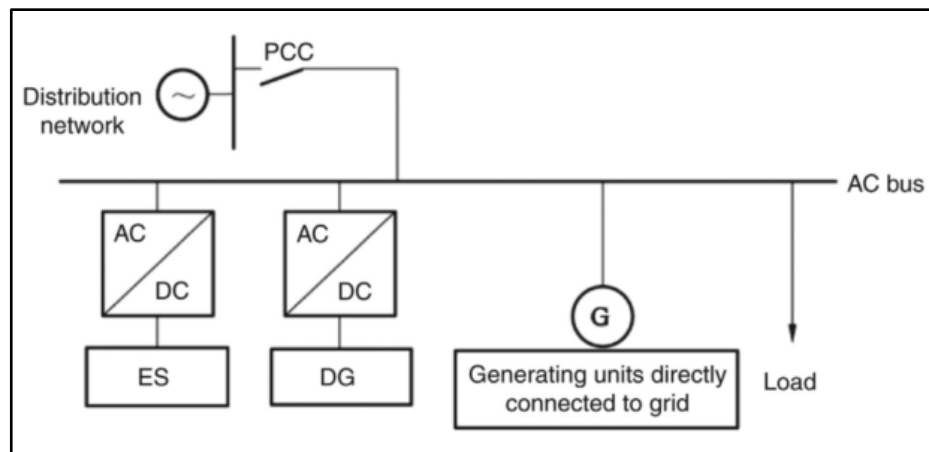 PCC
Distribution
network
AC bus
AC
DC
AC
DC
G
ES
DG
Generating units directly
connected to grid
Load